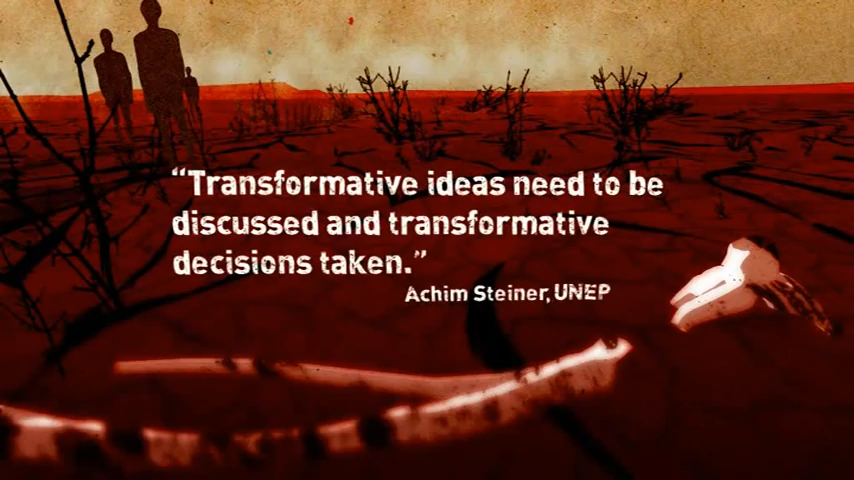 “Transformative ideas need to be
discussed and transformative
decisions taken.”
Achim Steiner, UNEP